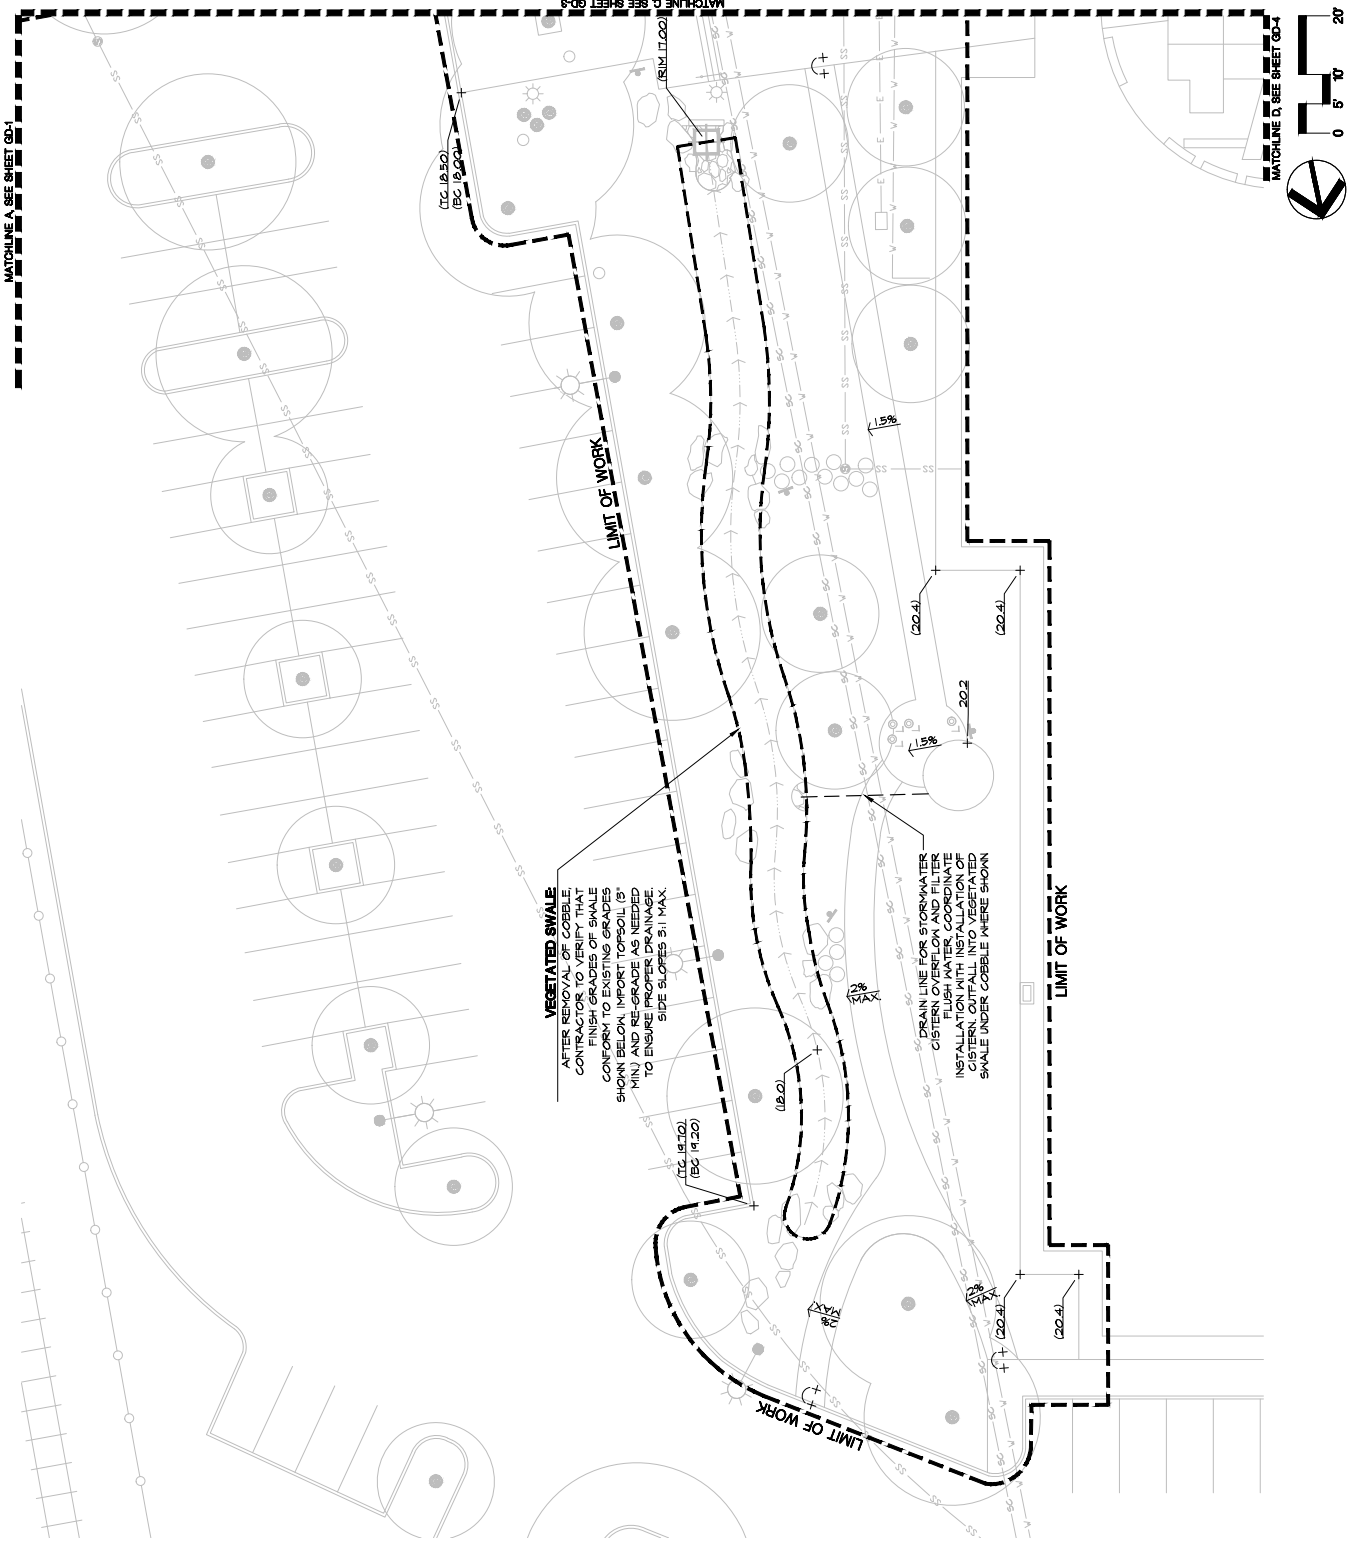 MATCHLINE A, SEE SHEET GD-1
MATCHLINE C, SEE SHEET GD-3
MATCHLINE D, SEE SHEET GD-4
0 5' 10' 20'
(RIM 17.00)
(TC 18.50)
(BC 18.00)
LIMIT OF WORK
1.5%
(20.4)
(20.4)
20.2
1.5%
VEGETATED SWALE:
AFTER REMOVAL OF COBBLE,
CONTRACTOR TO VERIFY THAT
FINISH GRADES OF SWALE
CONFORM TO EXISTING GRADES
SHOWN BELOW. IMPORT TOPSOIL (3"
MIN.) AND RE-GRADE AS NEEDED
TO ENSURE PROPER DRAINAGE.
SIDE SLOPES 3:1 MAX.
DRAIN LINE FOR STORMWATER
CISTERN OVERFLOW AND FILTER
FLUSH WATER, COORDINATE
INSTALLATION WITH INSTALLATION OF
CISTERN. OUTFALL INTO VEGETATED
SWALE UNDER COBBLE WHERE SHOWN
LIMIT OF WORK
2%
MAX
(18.0)
(TC 19.70)
(BC 19.20)
2%
MAX
2%
MAX
(20.4)
(20.4)
LIMIT OF WORK